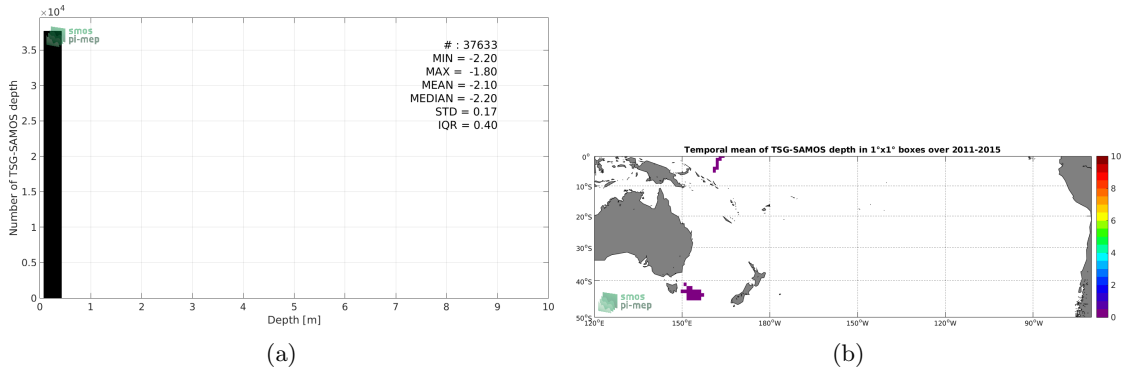 ×10⁴
smos
pi-mep
# : 37633
MIN = -2.20
MAX = -1.80
MEAN = -2.10
MEDIAN = -2.20
STD = 0.17
IQR = 0.40
3.5
3
2.5
2
1.5
1
0.5
0
Number of TSG-SAMOS depth
0 1 2 3 4 5 6 7 8 9 10
Depth [m]
(a)
Temporal mean of TSG-SAMOS depth in 1°x1° boxes over 2011-2015
0°
10°S
20°S
30°S
40°S
50°S
120°E 150°E 180°W 150°W 120°W 90°W
smos
pi-mep
10
8
6
4
2
0
(b)